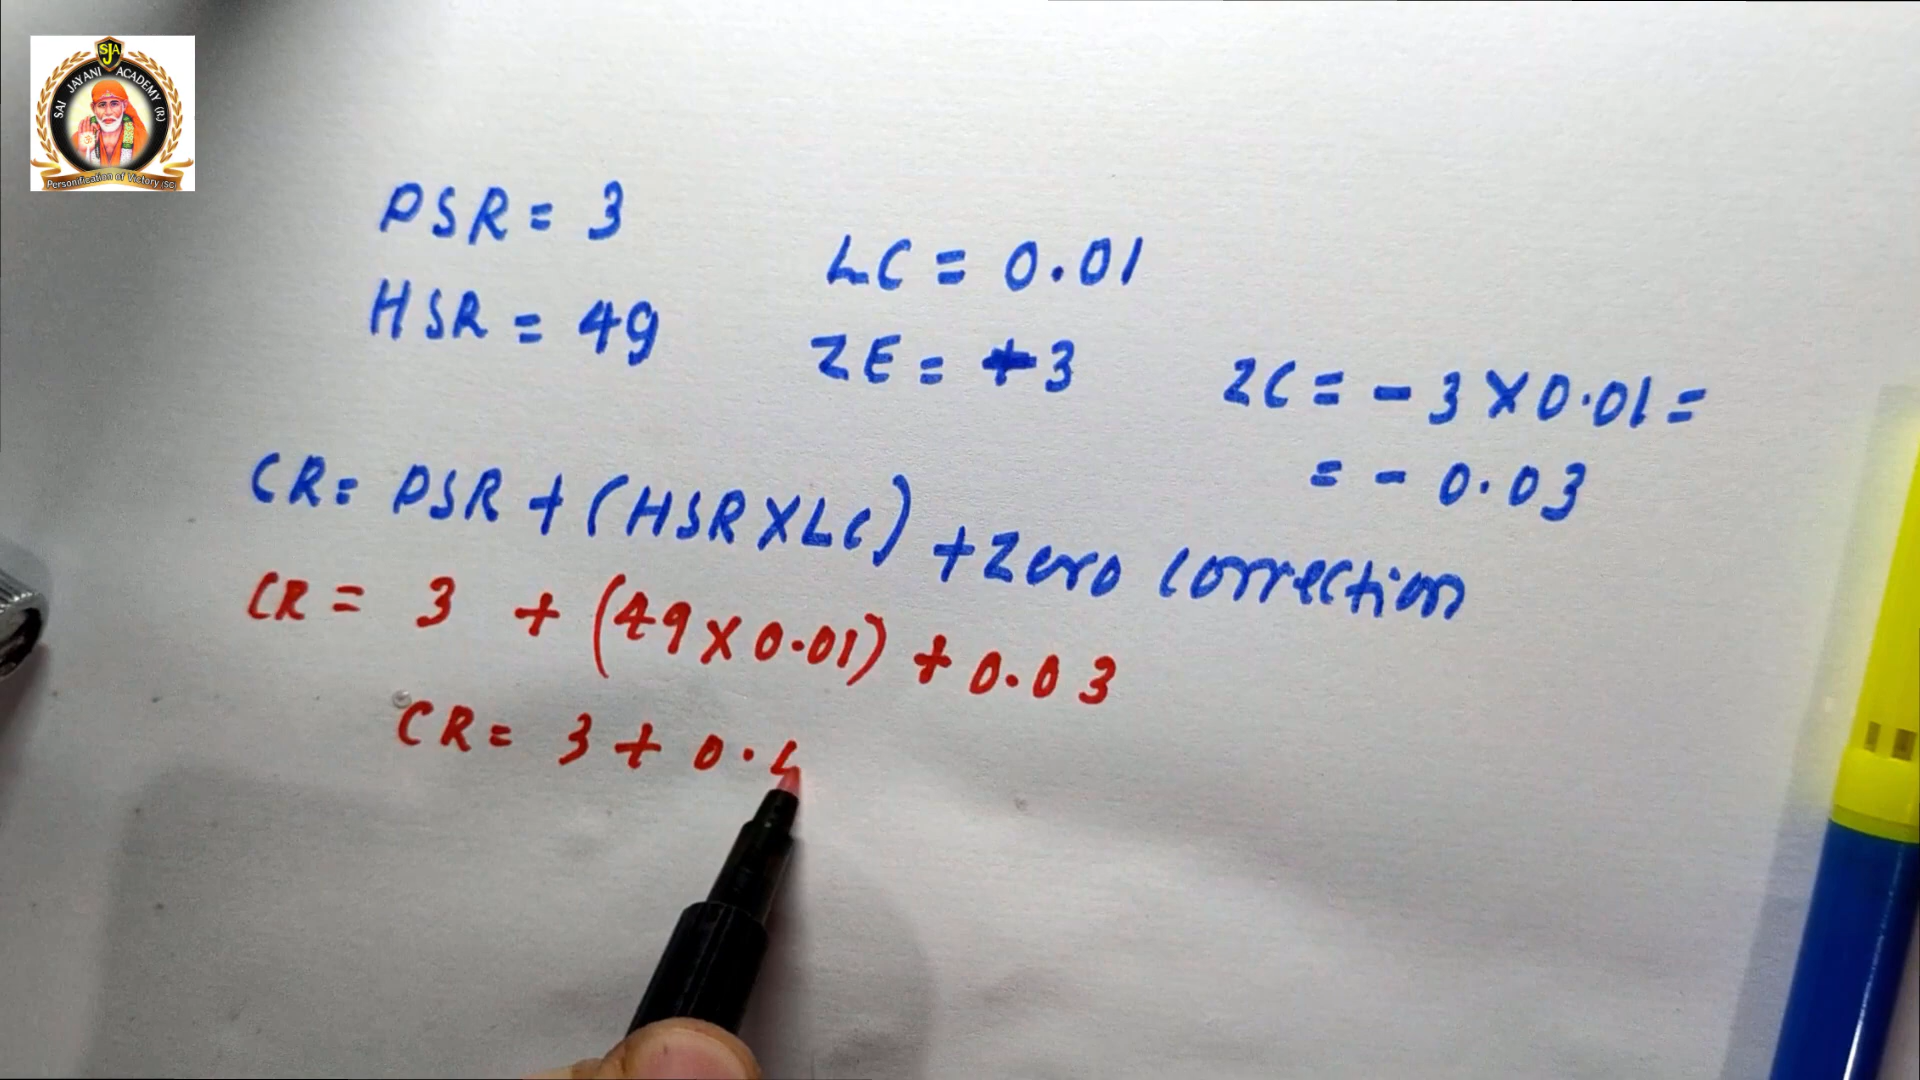 SJA
SAI JAYANI ACADEMY (R)
Personification of Victory (SC)
PSR = 3
HSR = 49
LC = 0.01
ZE = +3
ZC = - 3 X 0.01 =
= - 0.03
CR = PSR + (HSR X LC) + Zero correction
CR = 3 + (49 X 0.01) + 0.03
CR = 3 + 0.4